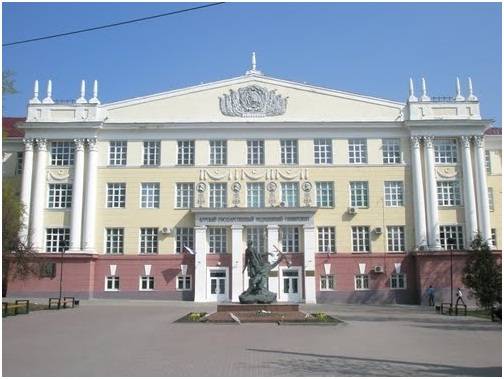 КУРСКИЙ ГОСУДАРСТВЕННЫЙ МЕДИЦИНСКИЙ УНИВЕРСИТЕТ